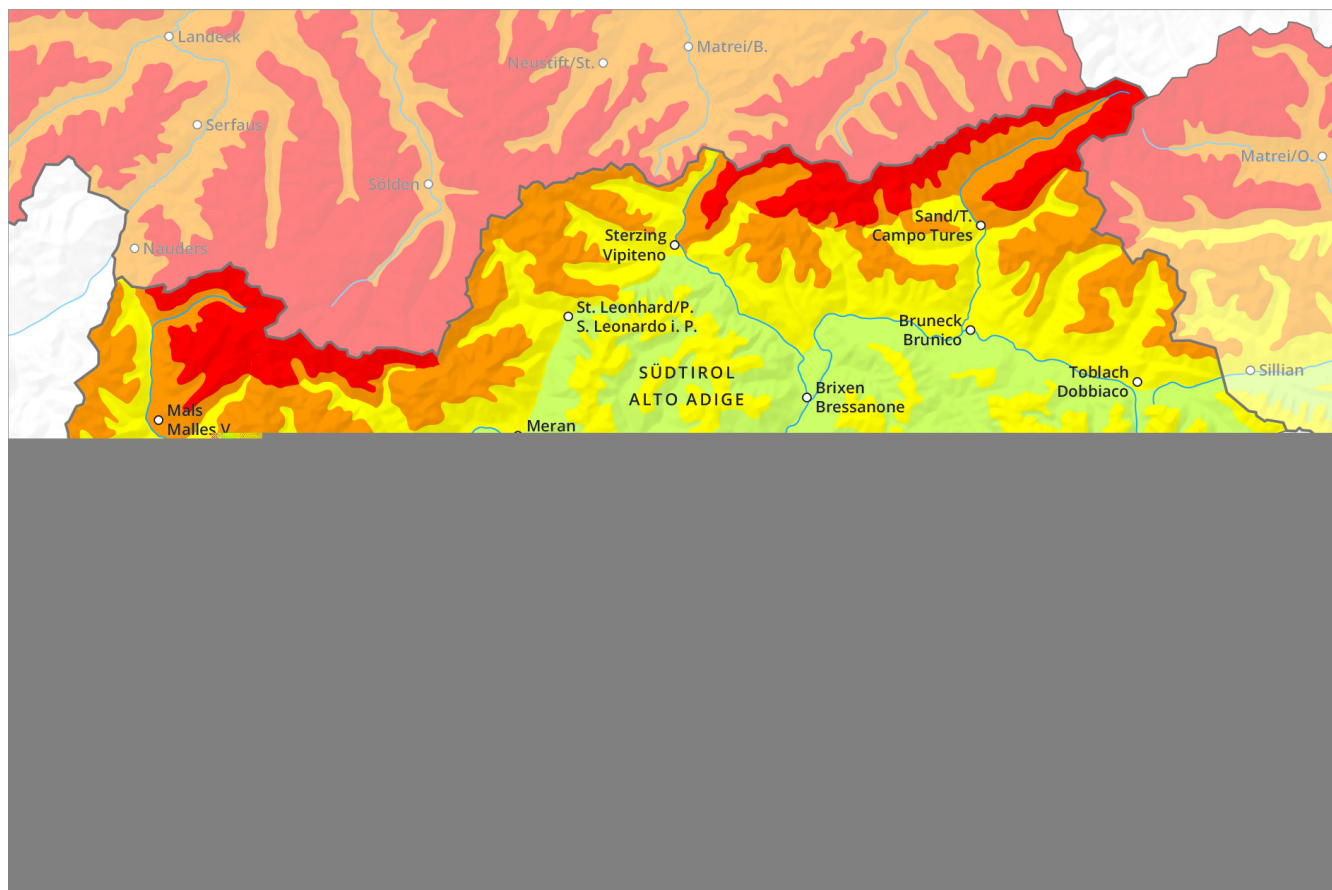 Landeck
Matrei/B.
Neustift/St.
Serfaus
Matrei/O.
Sölden
Sand/T.
Campo Tures
Sterzing
Vipiteno
Nauders
St. Leonhard/P.
S. Leonardo i. P.
Bruneck
Brunico
SÜDTIROL
ALTO ADIGE
Toblach
Dobbiaco
Sillian
Brixen
Bressanone
Mals
Malles V
Meran